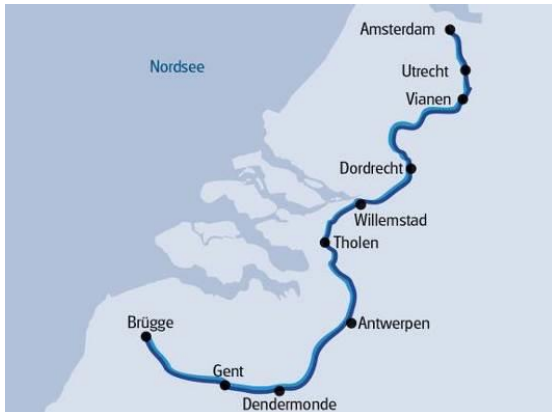 Amsterdam
Nordsee
Utrecht
Vianen
Dordrecht
Willemstad
Tholen
Brügge
Antwerpen
Gent
Dendermonde